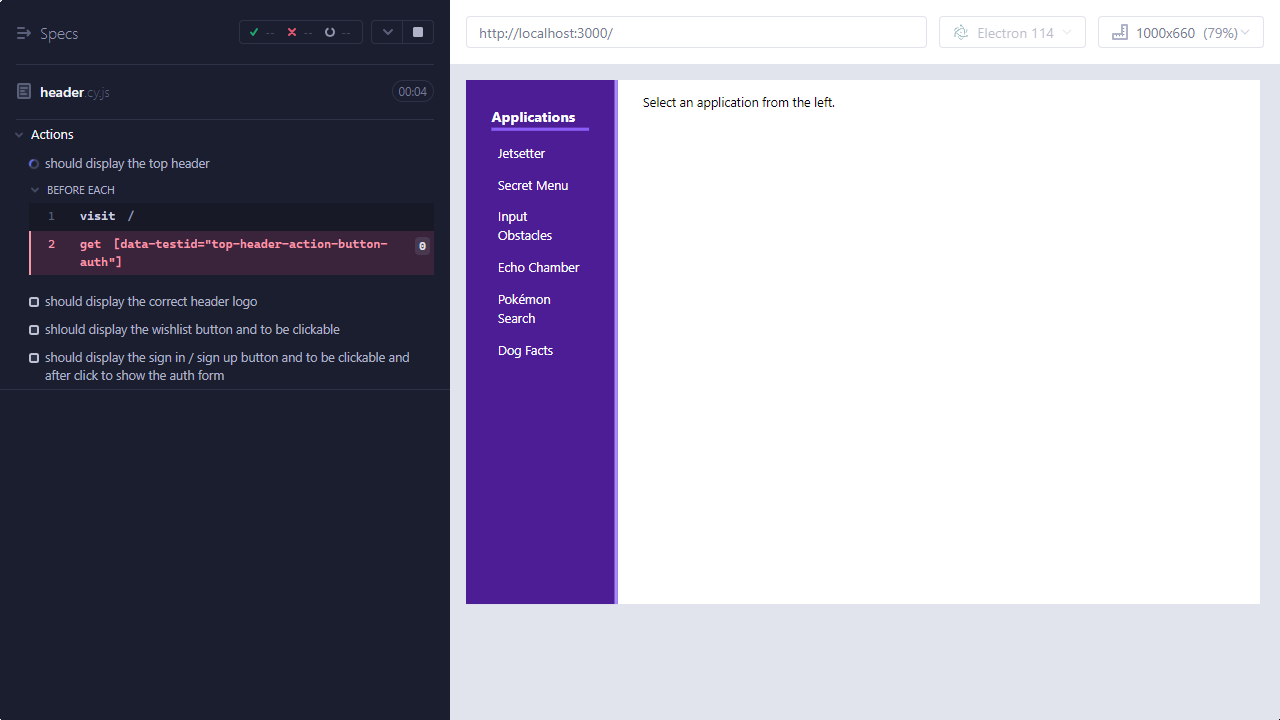 Specs
-- -- --
header.cy.js
00:04
Actions
should display the top header
BEFORE EACH
1 visit /
2 get [data-testid="top-header-action-button-
auth"]
0
should display the correct header logo
shlould display the wishlist button and to be clickable
should display the sign in / sign up button and to be clickable and
after click to show the auth form
http://localhost:3000/
Electron 114
1000x660 (79%)
Applications
Jetsetter
Secret Menu
Input
Obstacles
Echo Chamber
Pokémon
Search
Dog Facts
Select an application from the left.